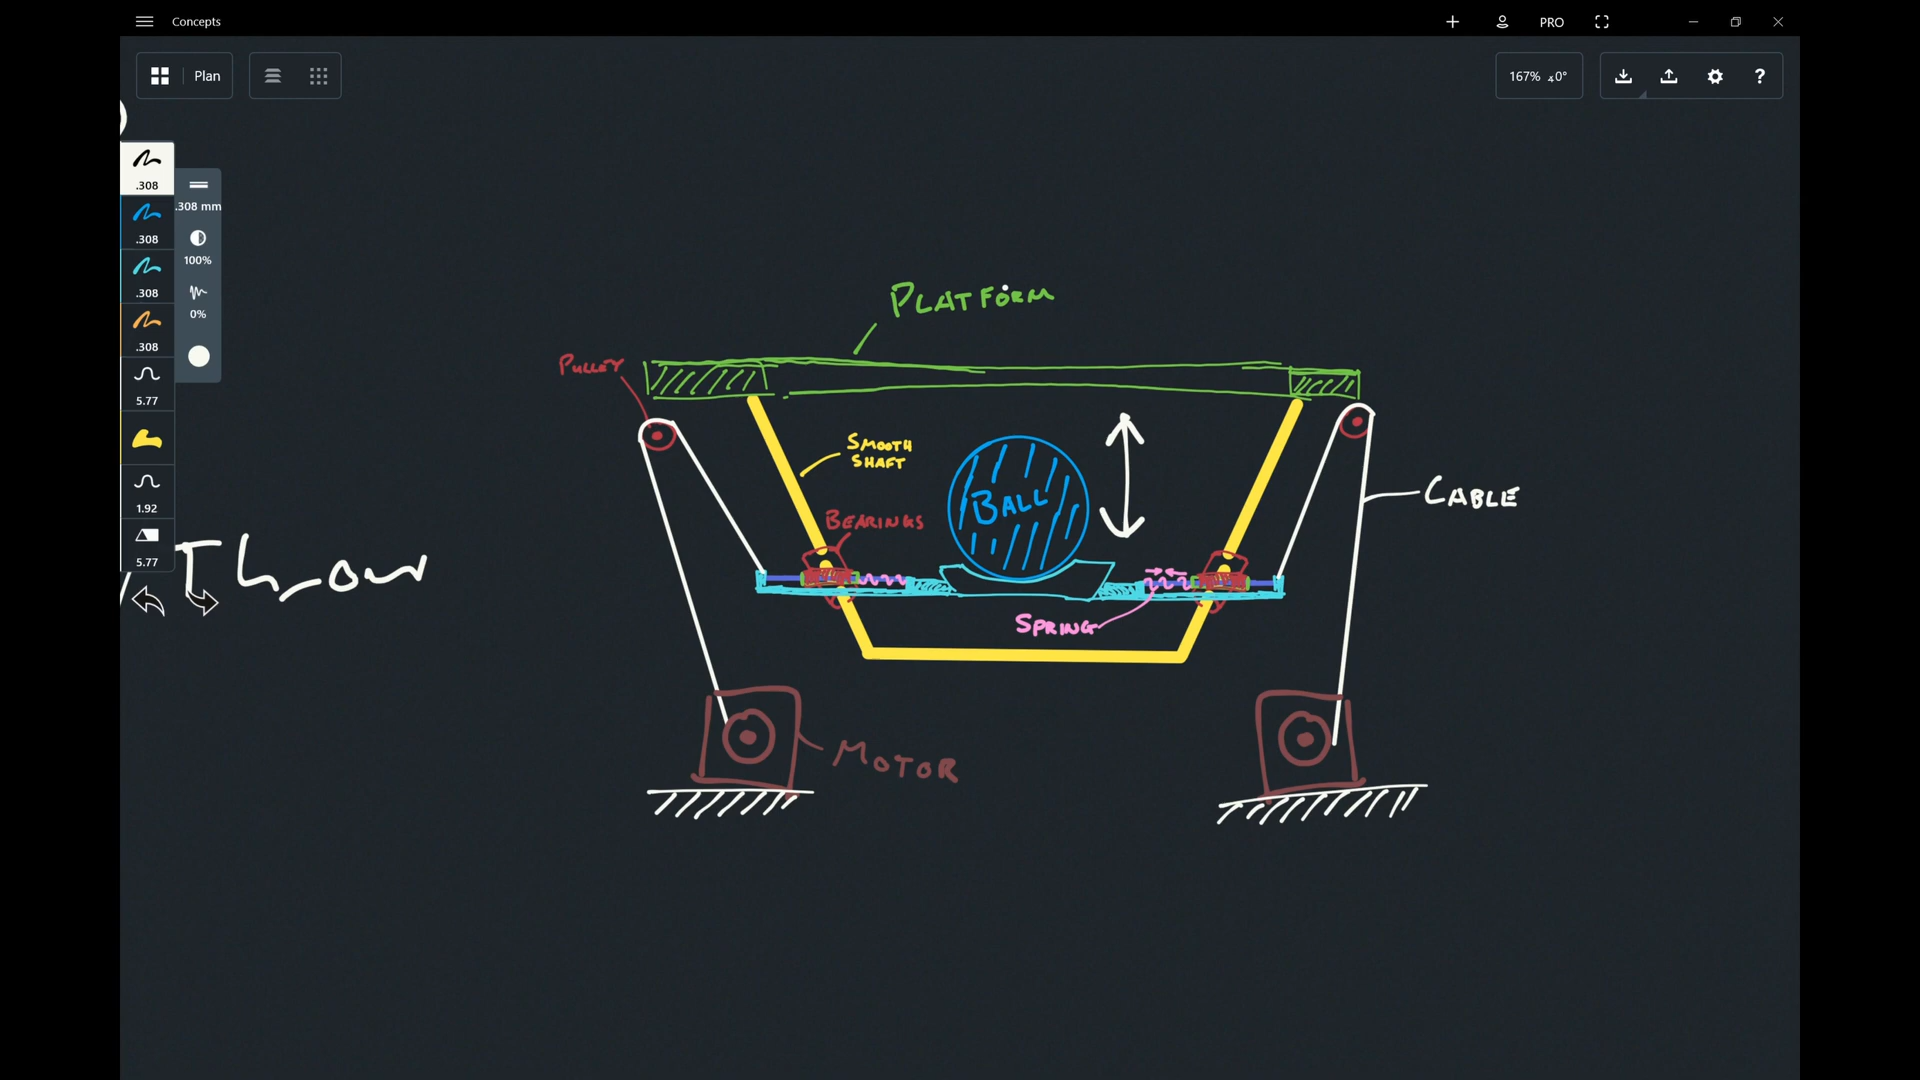 Concepts
PRO
Plan
167% ∡0°
?
.308
.308 mm
.308
100%
.308
0%
.308
5.77
1.92
5.77
Throw
PLATFORM
PULLEY
SMOOTH
SHAFT
BALL
CABLE
BEARINGS
SPRING
MOTOR